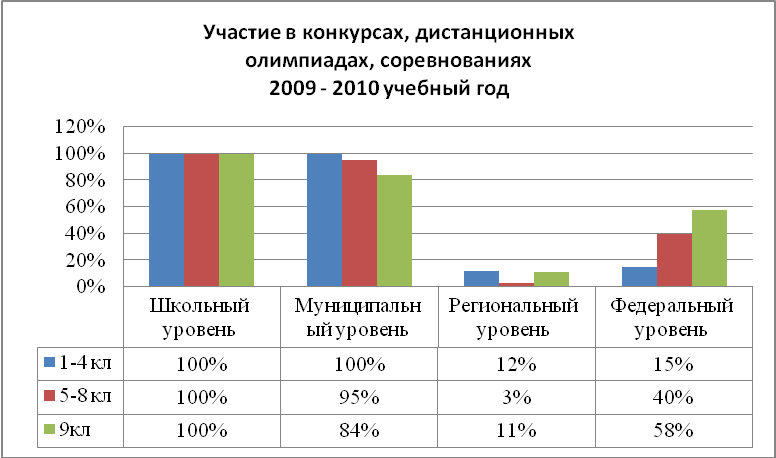 Участие в конкурсах, дистанционных
олимпиадах, соревнованиях
2009 - 2010 учебный год
120%
100%
80%
60%
40%
20%
0%
Школьный уровень Муниципальн ый уровень Региональный уровень Федеральный уровень
1-4 кл 100% 100% 12% 15%
5-8 кл 100% 95% 3% 40%
9кл 100% 84% 11% 58%